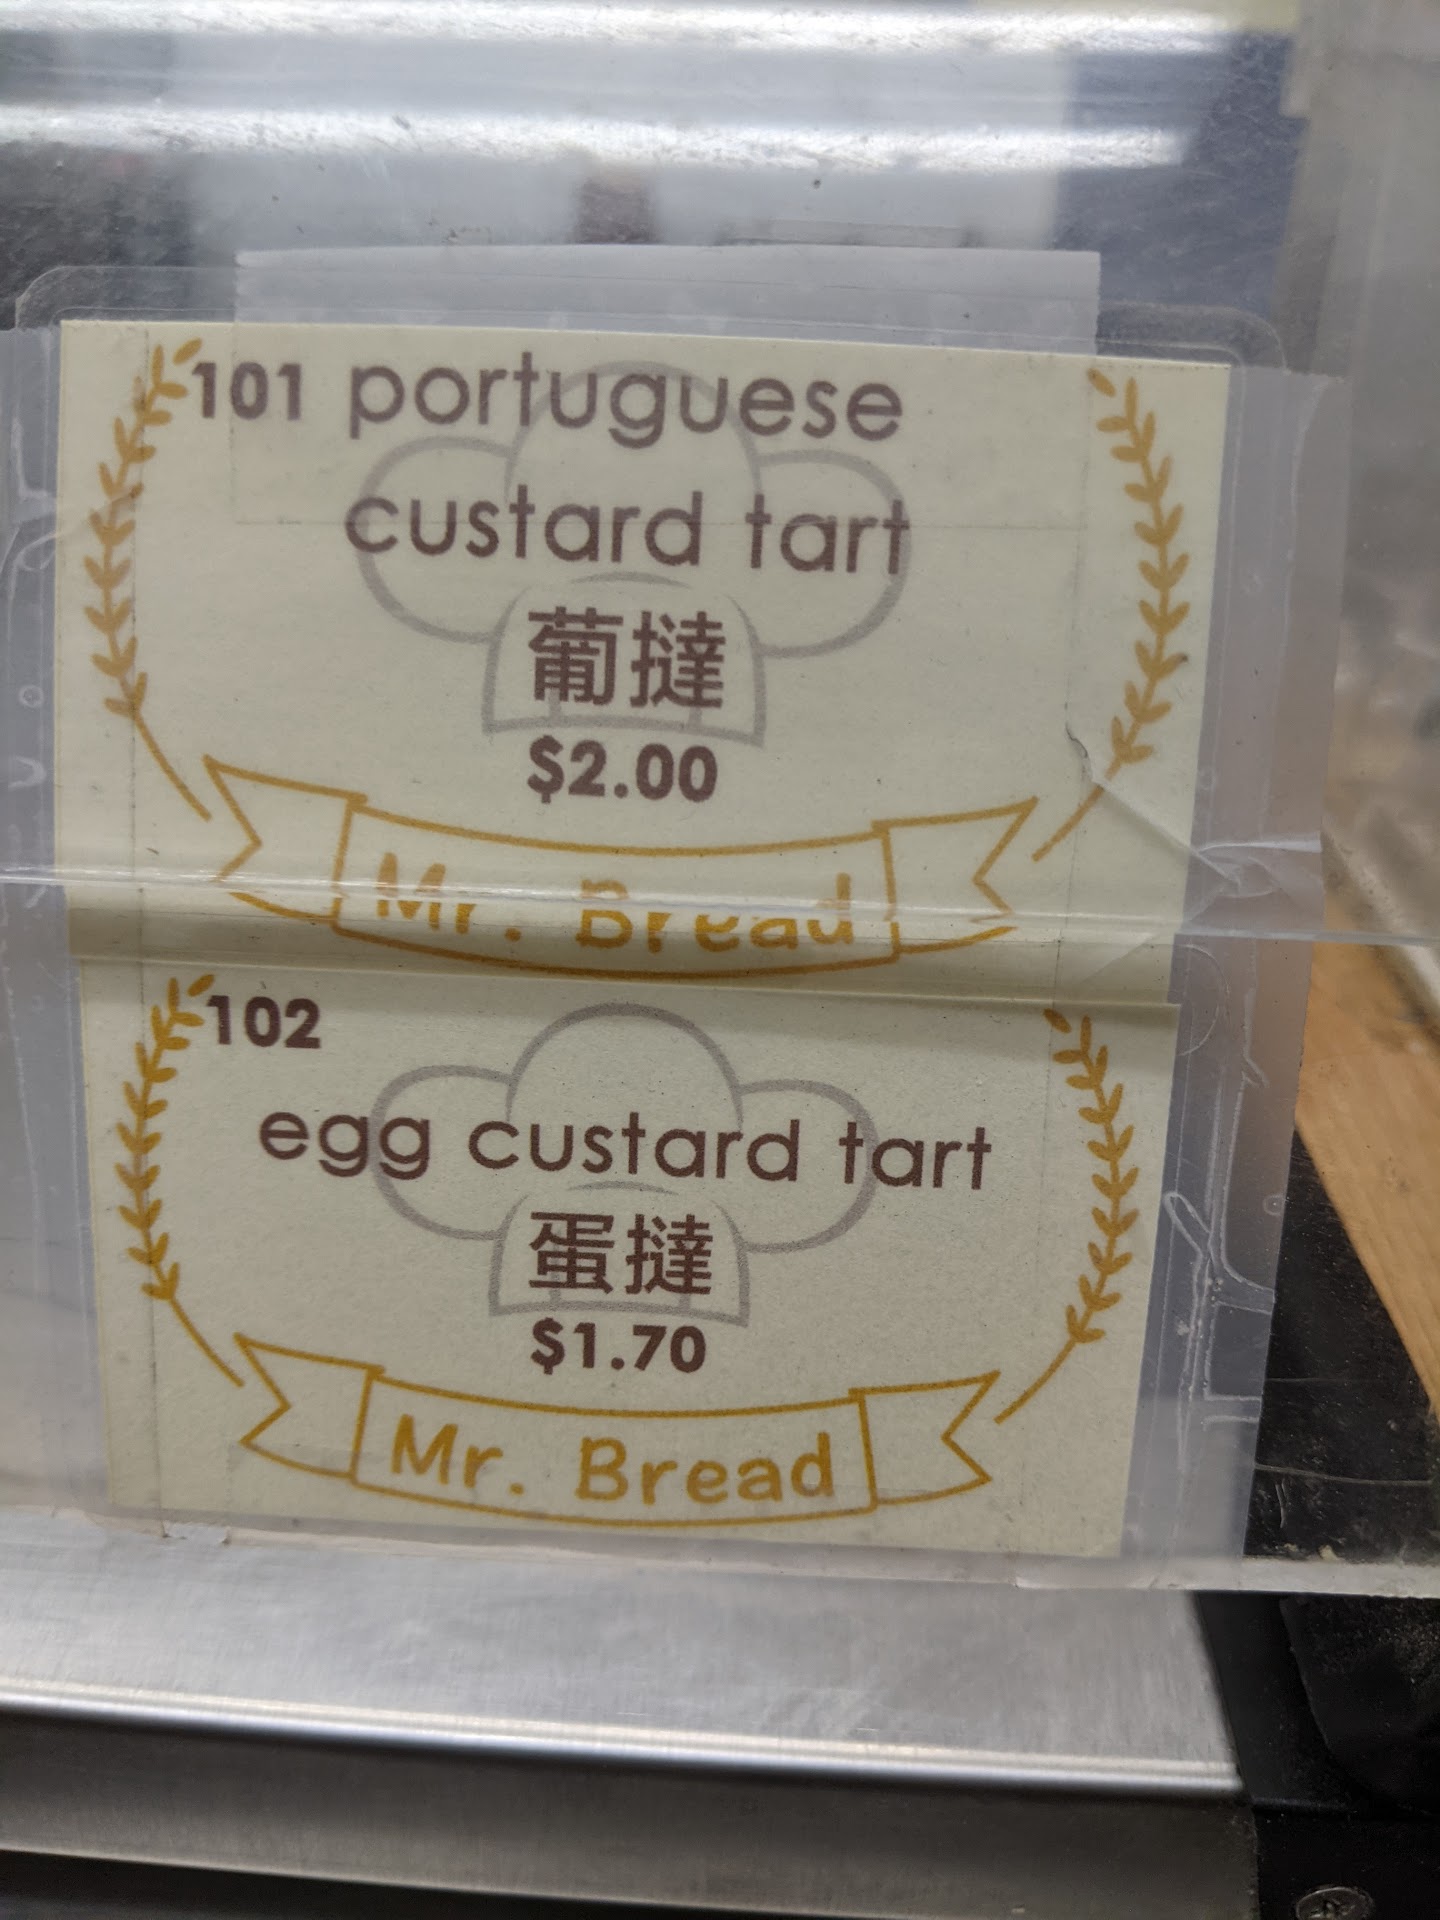 101 portuguese
custard tart
葡撻
$2.00
Mr. Bread
102
egg custard tart
蛋撻
$1.70
Mr. Bread